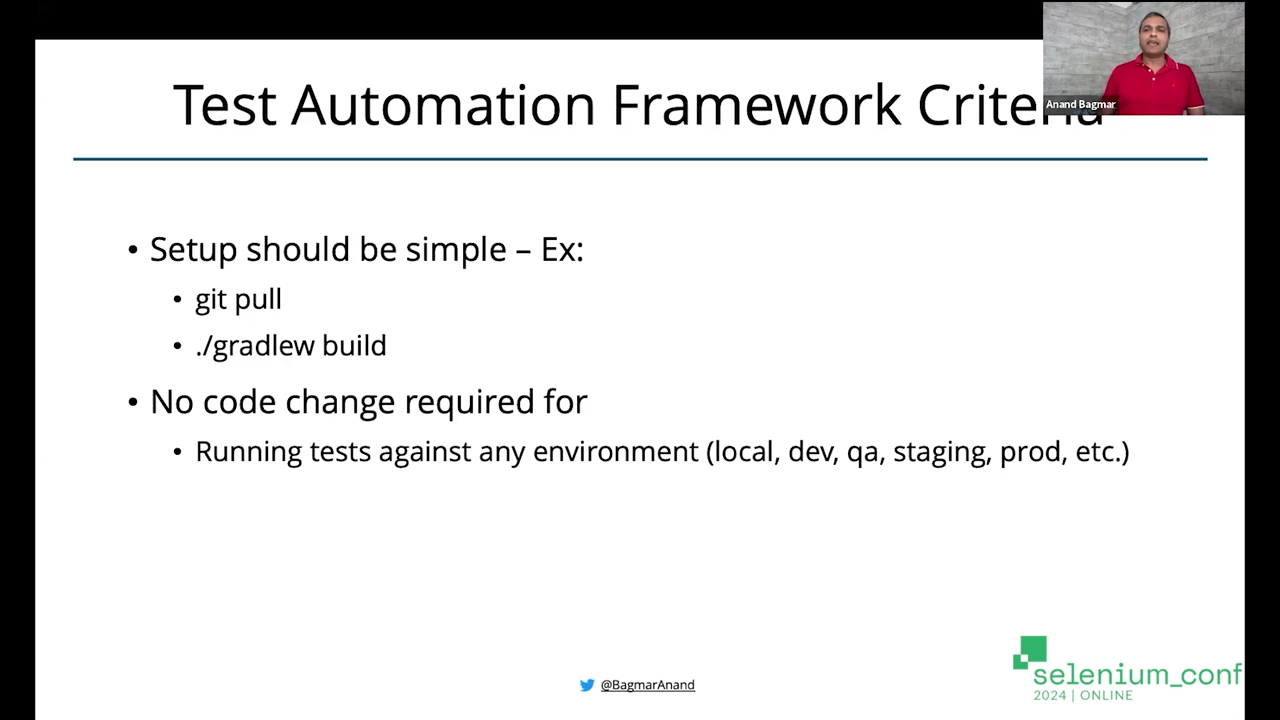 Test Automation Framework Criteria
Anand Bagmar
• Setup should be simple – Ex:
• git pull
• ./gradlew build
• No code change required for
• Running tests against any environment (local, dev, qa, staging, prod, etc.)
@BagmarAnand
selenium_conf
2024 | ONLINE